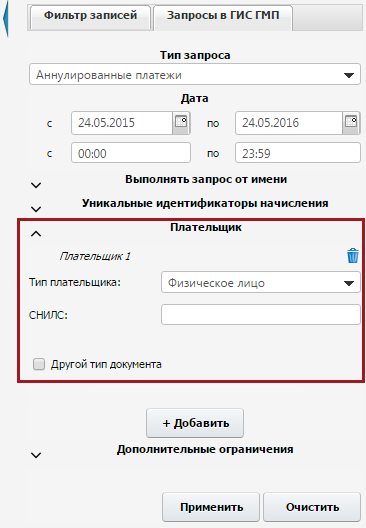 Фильтр записей Запросы в ГИС ГМП
Тип запроса
Аннулированные платежи
Дата
с 24.05.2015 по 24.05.2016
с 00:00 по 23:59
Выполнять запрос от имени
Уникальные идентификаторы начисления
Плательщик
Плательщик 1
Тип плательщика: Физическое лицо
СНИЛС:
Другой тип документа
+ Добавить
Дополнительные ограничения
Применить Очистить